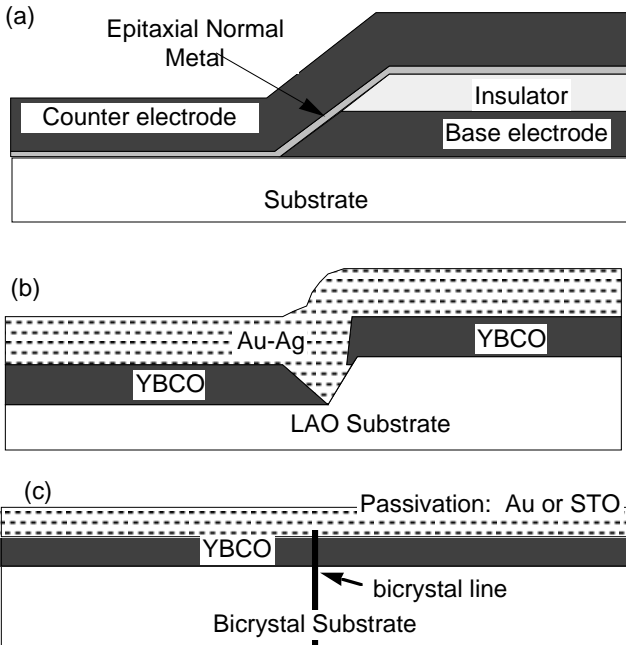 (a)
Epitaxial Normal
Metal
Counter electrode
Insulator
Base electrode
Substrate
(b)
Au-Ag
YBCO
YBCO
LAO Substrate
(c)
Passivation: Au or STO
YBCO
bicrystal line
Bicrystal Substrate